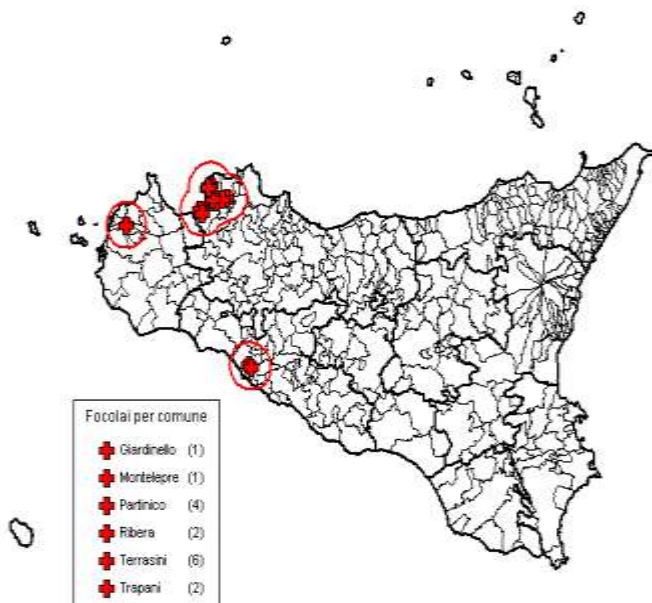 Focolai per comune
Giardinello (1)
Montelepre (1)
Partinico (4)
Ribera (2)
Terrasini (6)
Trapani (2)